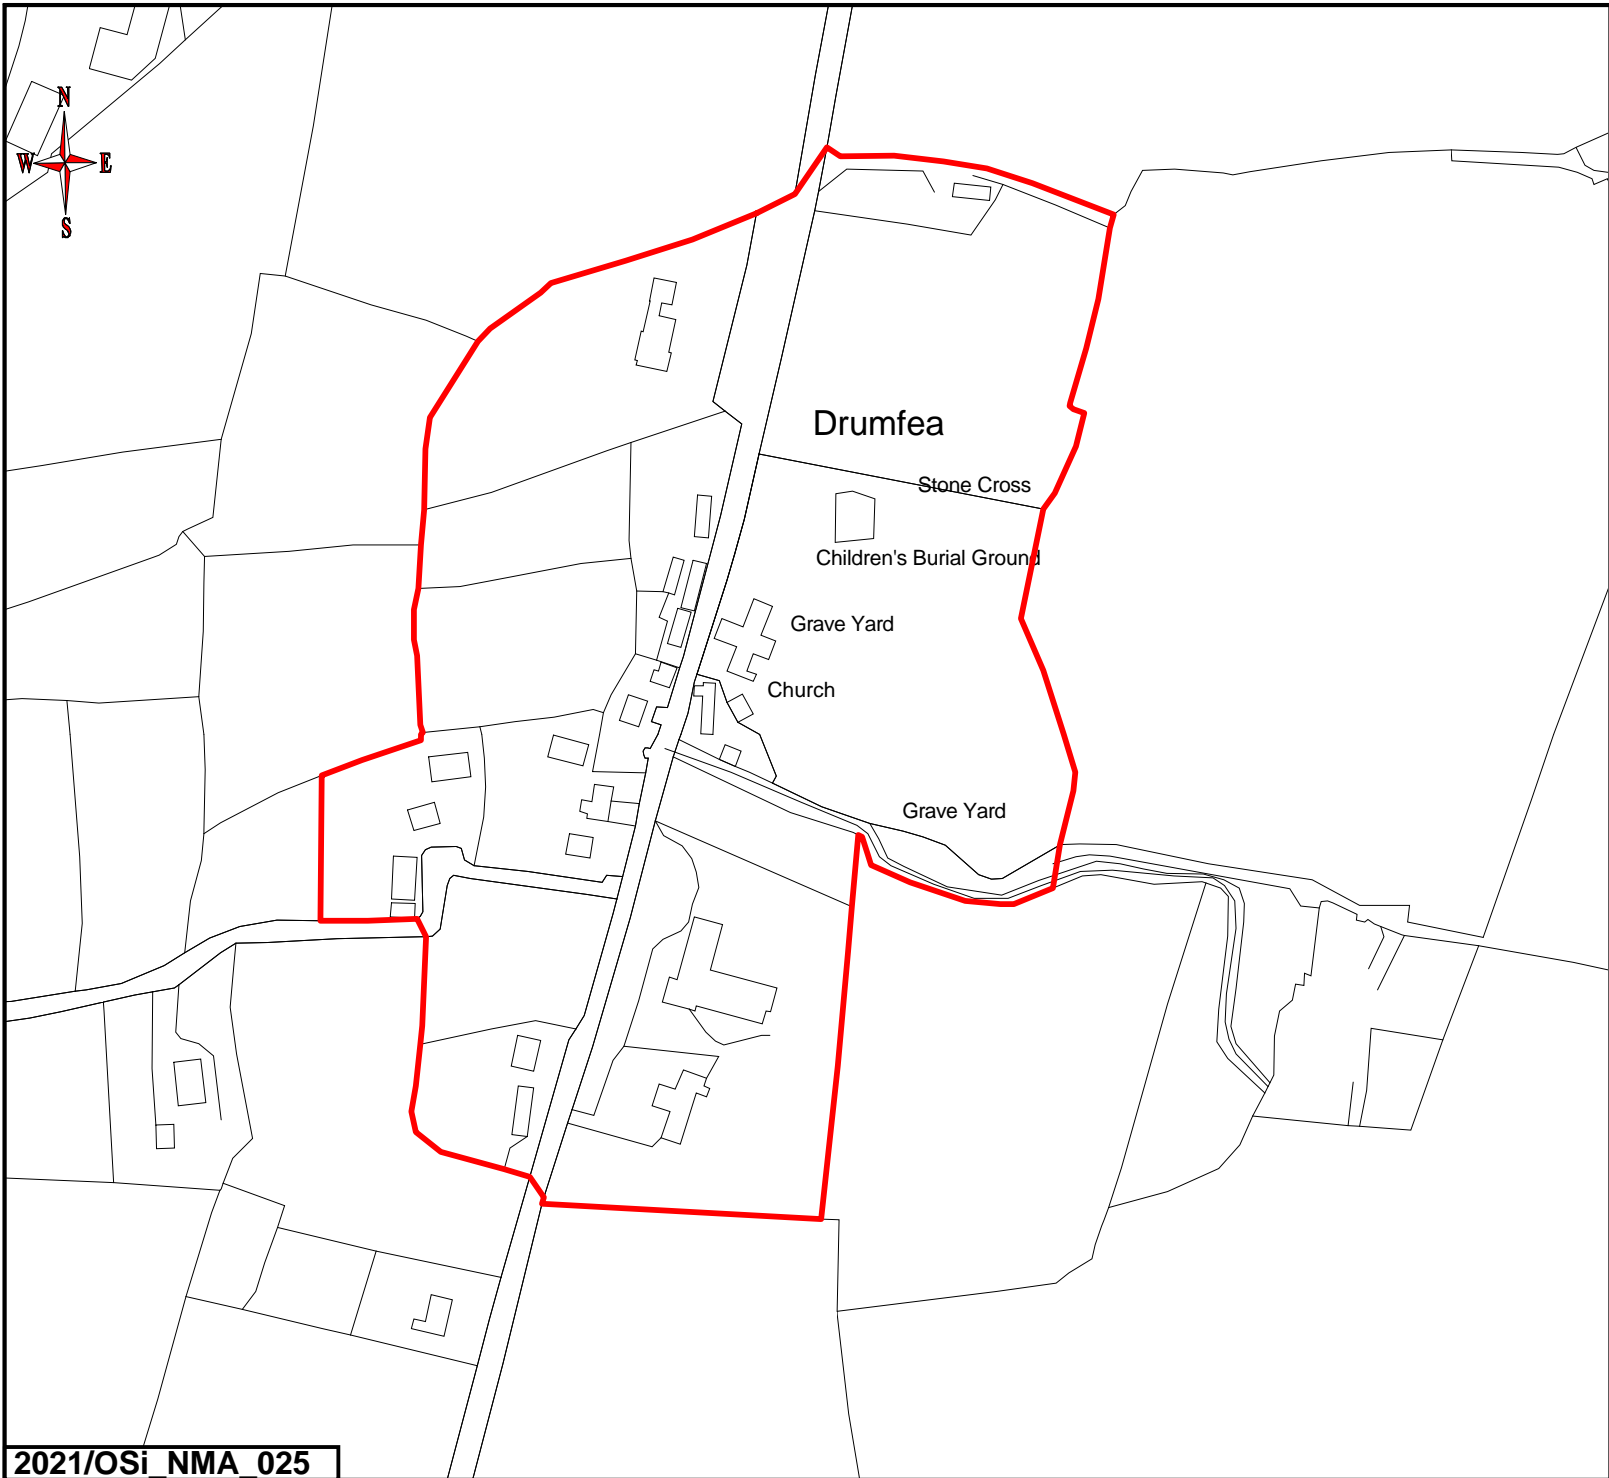 N
W E
S
Drumfea
Stone Cross
Children's Burial Ground
Grave Yard
Church
Grave Yard
2021/OSi_NMA_025